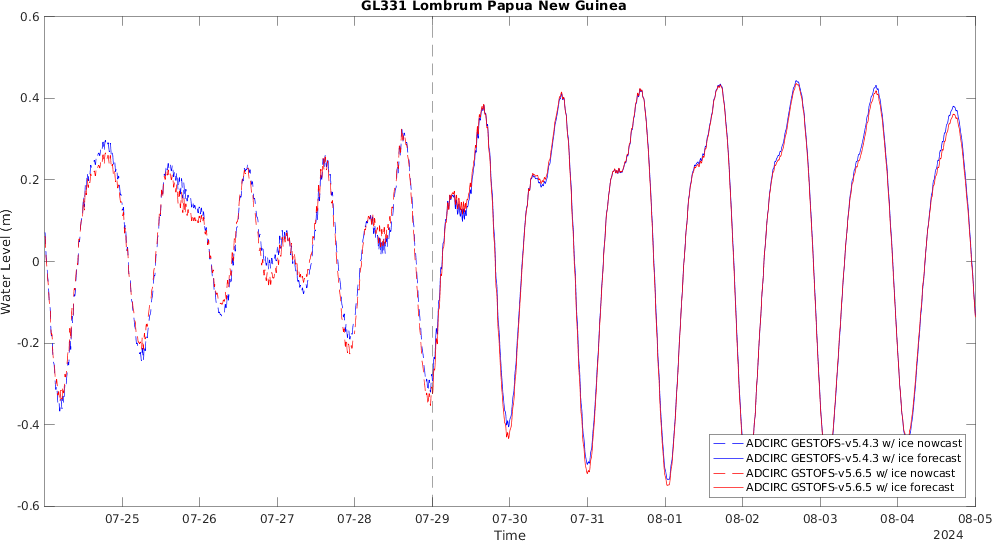 GL331 Lombrum Papua New Guinea
0.6
0.4
0.2
0
-0.2
-0.4
-0.6
Water Level (m)
07-25 07-26 07-27 07-28 07-29 07-30 07-31 08-01 08-02 08-03 08-04 08-05
Time
2024
ADCIRC GESTOFS-v5.4.3 w/ ice nowcast
ADCIRC GESTOFS-v5.4.3 w/ ice forecast
ADCIRC GSTOFS-v5.6.5 w/ ice nowcast
ADCIRC GSTOFS-v5.6.5 w/ ice forecast